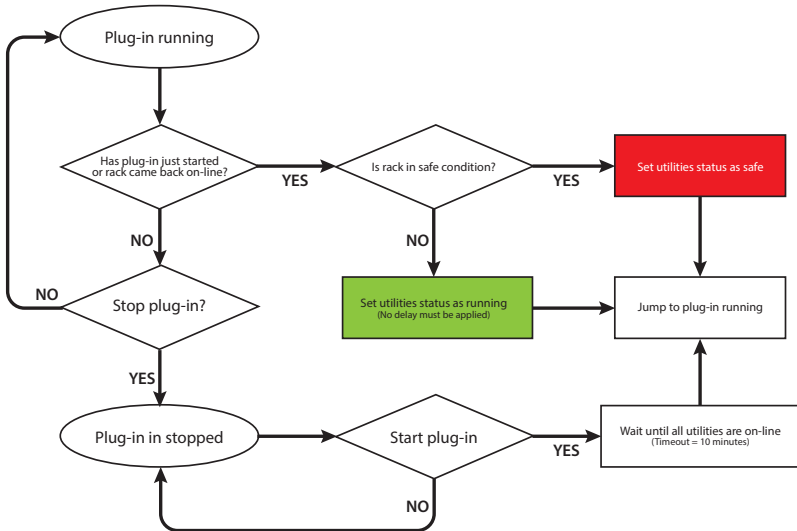 Plug-in running
Has plug-in just started
or rack came back on-line?
YES
Is rack in safe condition?
YES
Set utilities status as safe
NO
NO
NO
Stop plug-in?
Set utilities status as running
(No delay must be applied)
Jump to plug-in running
YES
Plug-in in stopped
Start plug-in
YES
Wait until all utilities are on-line
(Timeout = 10 minutes)
NO